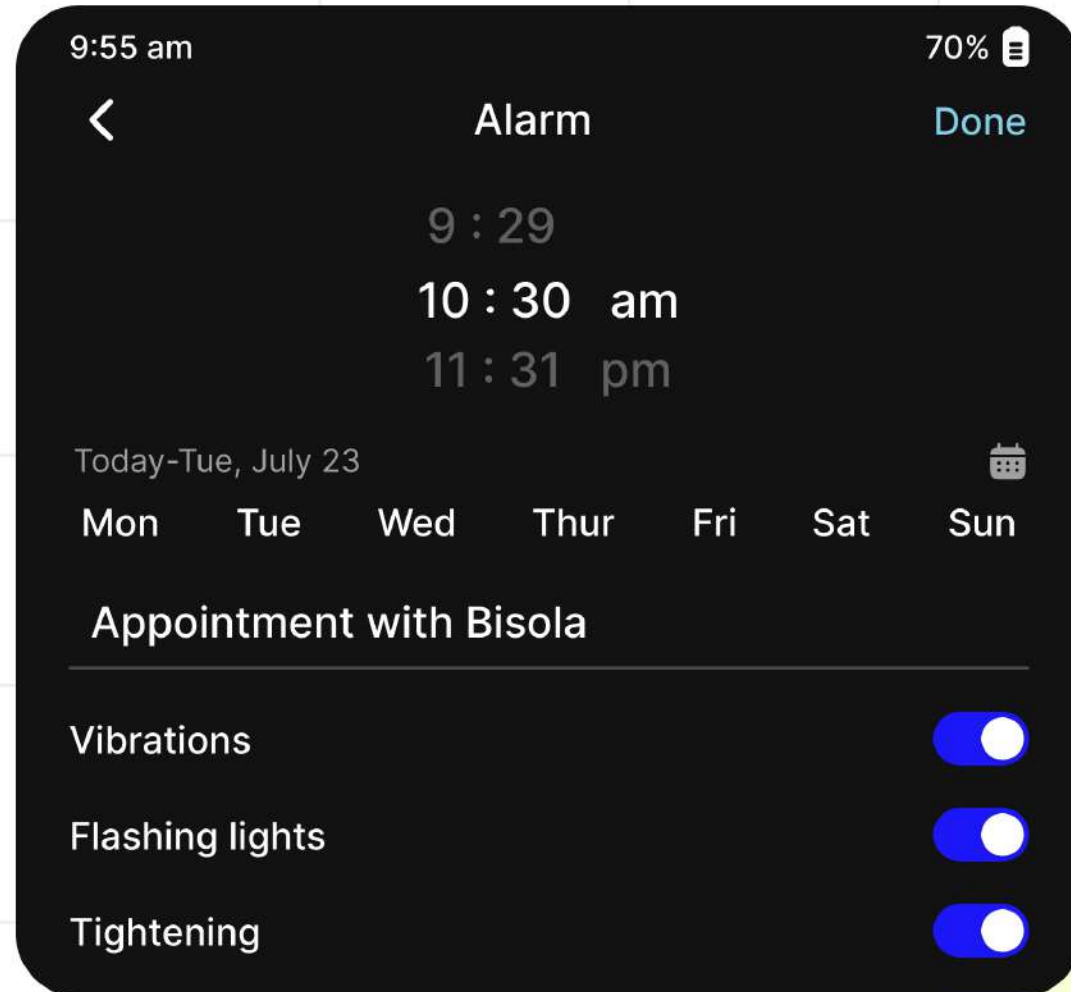 9:55 am 70%
Alarm Done
9 : 29
10 : 30 am
11 : 31 pm
Today-Tue, July 23
Mon Tue Wed Thur Fri Sat Sun
Appointment with Bisola
Vibrations
Flashing lights
Tightening